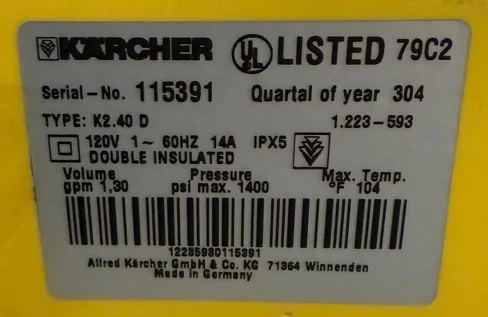 KÄRCHER UL LISTED 79C2
Serial-No. 115391 Quartal of year 304
TYPE: K2.40 D 1.223-593
120V 1~ 60HZ 14A IPX5
DOUBLE INSULATED
Volume Pressure Max. Temp.
gpm 1,30 psi max. 1400 °F 104
12235930115391
Alfred Kärcher GmbH & Co. KG 71364 Winnenden
Made in Germany